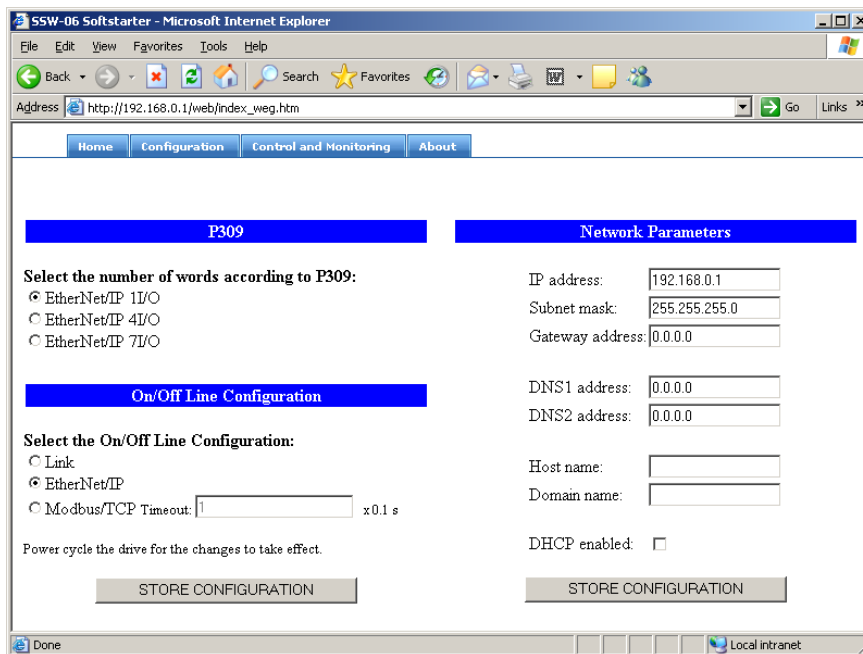 SSW-06 Softstarter - Microsoft Internet Explorer
File Edit View Favorites Tools Help
Back Search Favorites
Address http://192.168.0.1/web/index_weg.htm Go Links »
Home Configuration Control and Monitoring About
P309
Select the number of words according to P309:
EtherNet/IP 1I/O
EtherNet/IP 4I/O
EtherNet/IP 7I/O
On/Off Line Configuration
Select the On/Off Line Configuration:
Link
EtherNet/IP
Modbus/TCP Timeout: 1 x0.1 s
Power cycle the drive for the changes to take effect.
STORE CONFIGURATION
Network Parameters
IP address: 192.168.0.1
Subnet mask: 255.255.255.0
Gateway address: 0.0.0.0
DNS1 address: 0.0.0.0
DNS2 address: 0.0.0.0
Host name:
Domain name:
DHCP enabled:
STORE CONFIGURATION
Done Local intranet